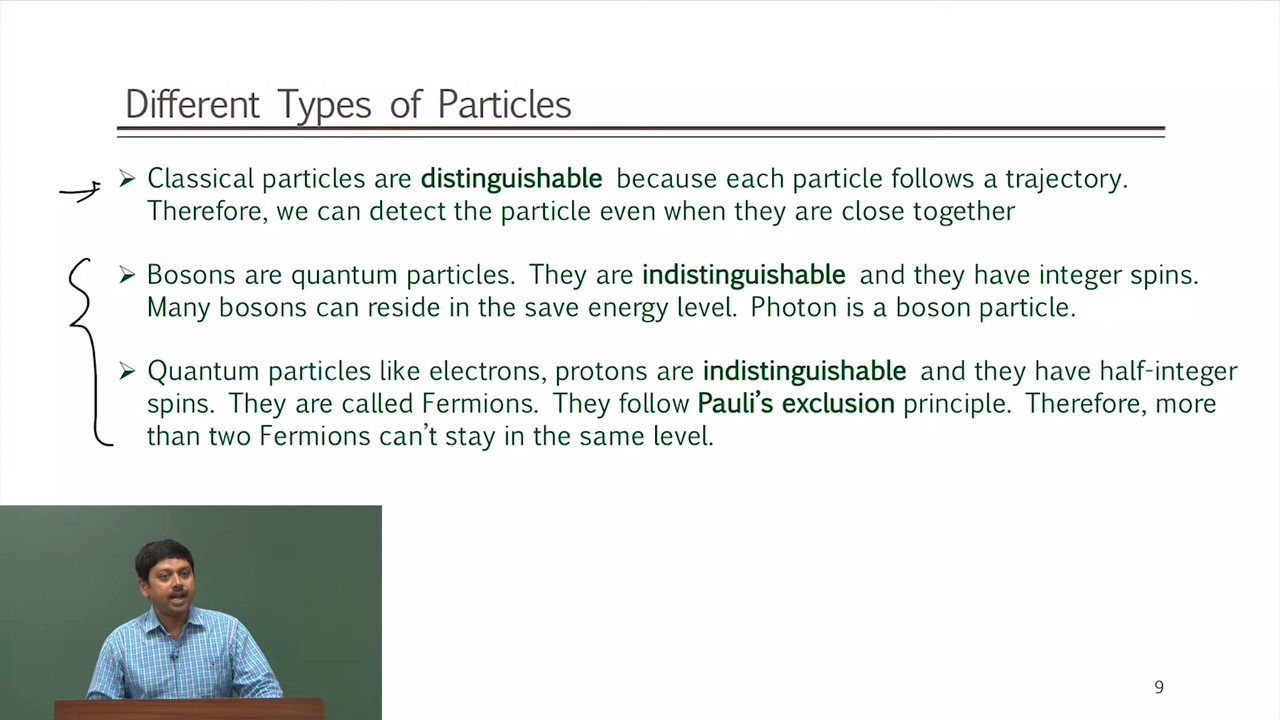 Different Types of Particles
➢ Classical particles are distinguishable because each particle follows a trajectory.
Therefore, we can detect the particle even when they are close together
➢ Bosons are quantum particles. They are indistinguishable and they have integer spins.
Many bosons can reside in the save energy level. Photon is a boson particle.
➢ Quantum particles like electrons, protons are indistinguishable and they have half-integer
spins. They are called Fermions. They follow Pauli’s exclusion principle. Therefore, more
than two Fermions can’t stay in the same level.
9